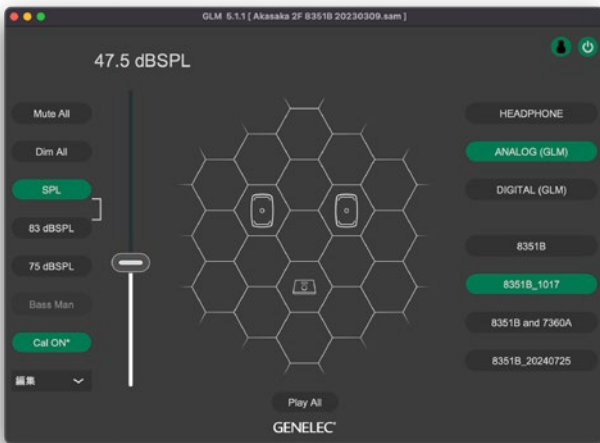 GLM 5.1.1 [ Akasaka 2F 8351B 20230309.sam ]
47.5 dBSPL
Mute All
Dim All
SPL
83 dBSPL
75 dBSPL
Bass Man
Cal ON*
編集
HEADPHONE
ANALOG (GLM)
DIGITAL (GLM)
8351B
8351B_1017
8351B and 7360A
8351B_20240725
Play All
GENELEC®